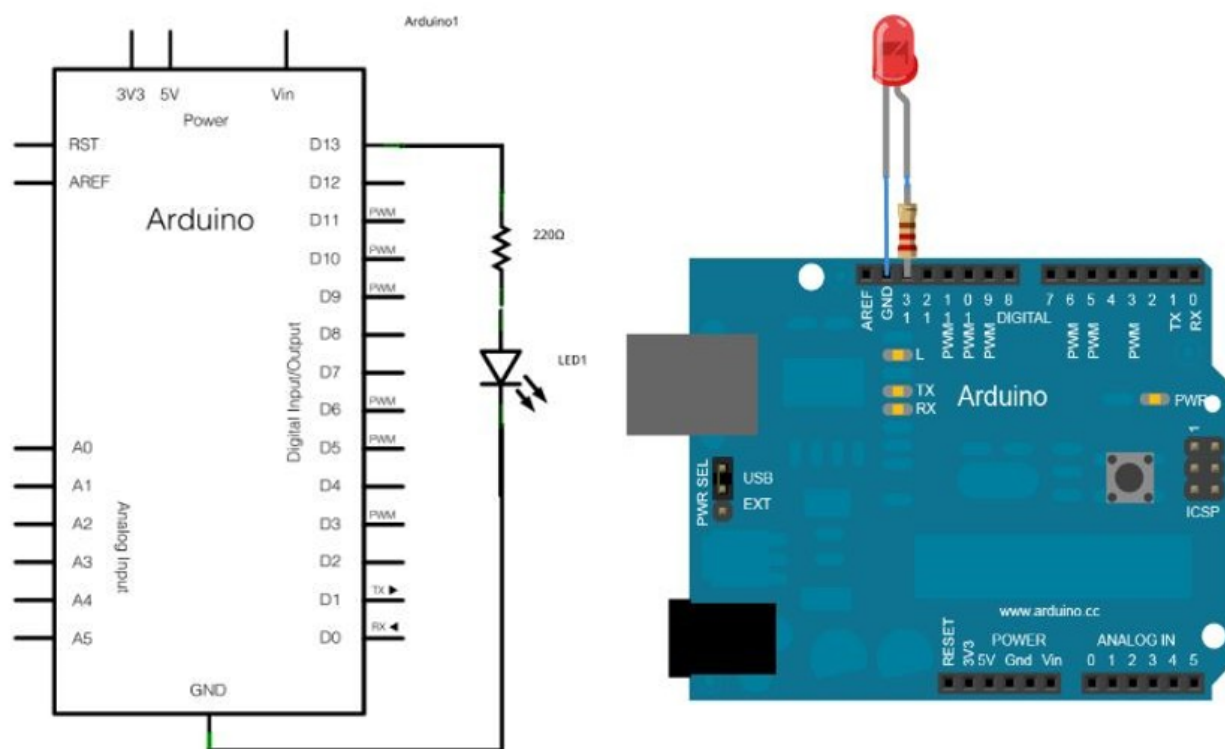 Arduino1
3V3 5V Vin
Power
RST
AREF
Arduino
D13
D12
D11 PWM
D10 PWM
D9 PWM
D8
D7
D6 PWM
D5 PWM
D4
D3 PWM
D2
D1 TX ▶
D0 RX ◀
Digital Input/Output
A0
A1
A2
A3
A4
A5
Analog Input
GND
220Ω
LED1
AREF
GND
13
12
PWM 11
PWM 10
PWM 9
8
DIGITAL
7
PWM 6
PWM 5
4
PWM 3
2
TX 1
RX 0
L
TX
RX
Arduino
PWR
PWR SEL
USB
EXT
1
ICSP
www.arduino.cc
POWER
RESET
3V3
5V Gnd Vin
ANALOG IN
0 1 2 3 4 5